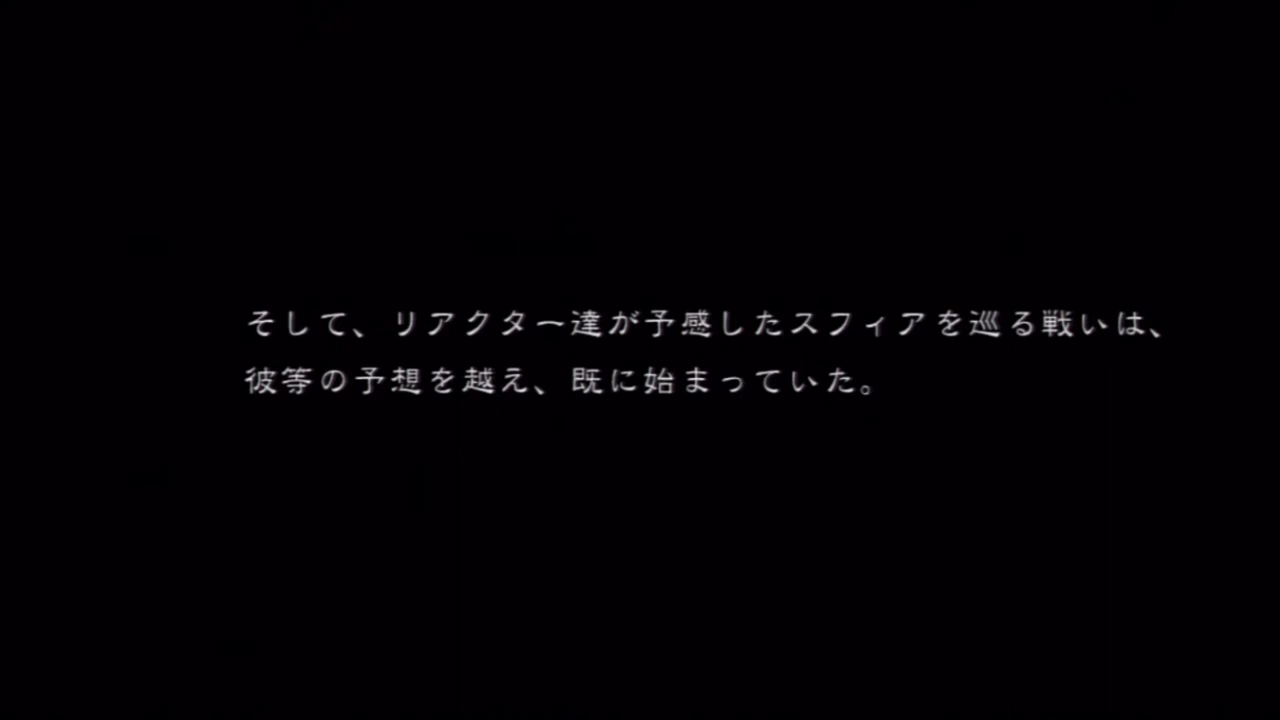 そして、リアクター達が予感したスフィアを巡る戦いは、
彼等の予想を越え、既に始まっていた。